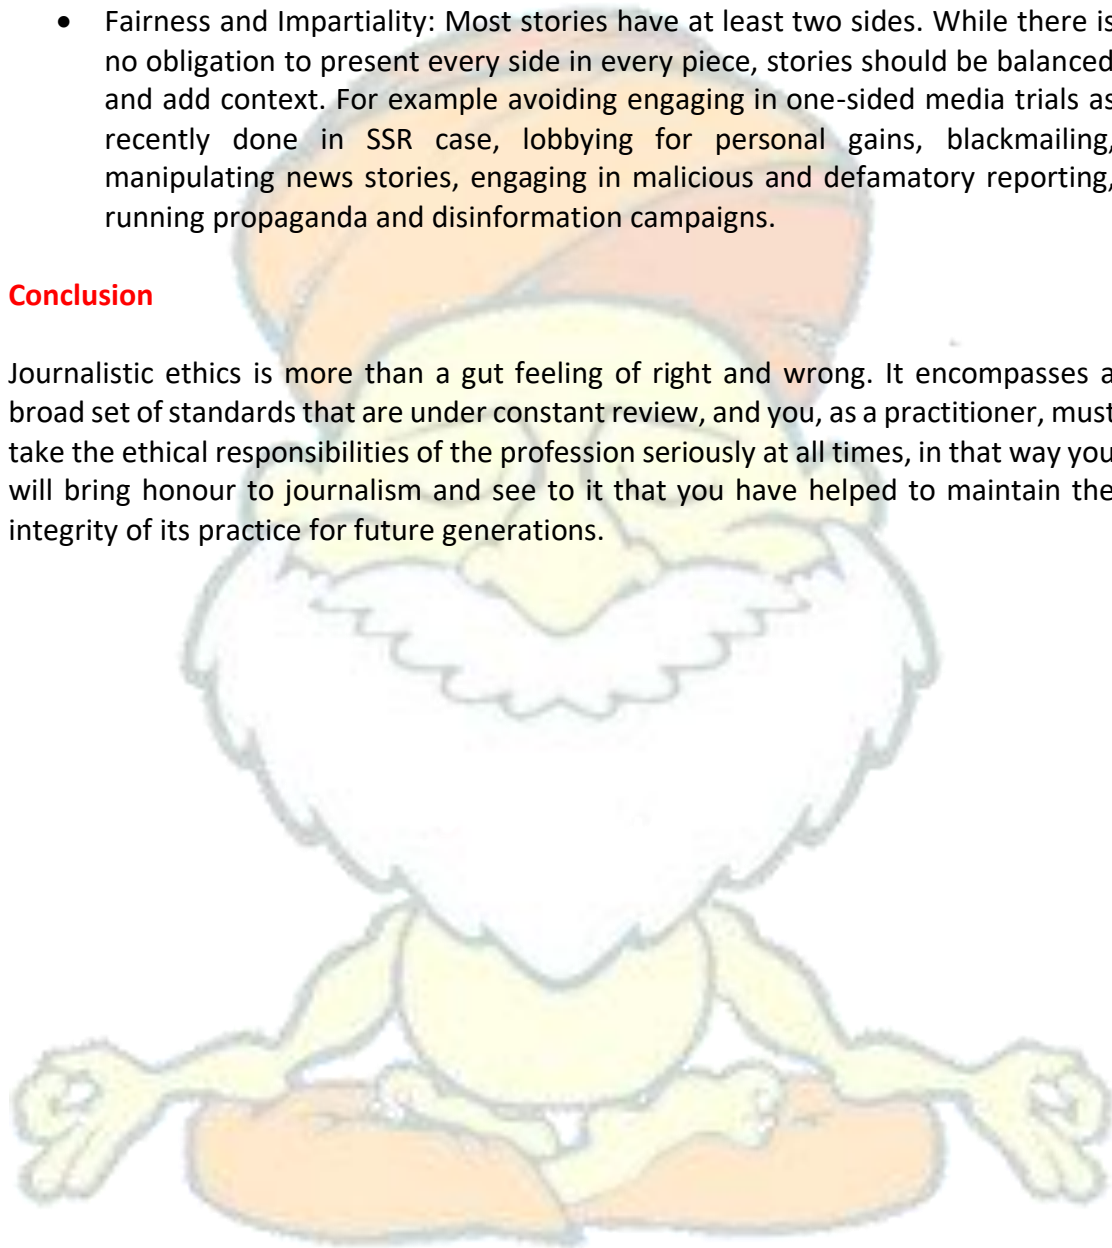 • Fairness and Impartiality: Most stories have at least two sides. While there is
no obligation to present every side in every piece, stories should be balanced
and add context. For example avoiding engaging in one-sided media trials as
recently done in SSR case, lobbying for personal gains, blackmailing,
manipulating news stories, engaging in malicious and defamatory reporting,
running propaganda and disinformation campaigns.
Conclusion
Journalistic ethics is more than a gut feeling of right and wrong. It encompasses a
broad set of standards that are under constant review, and you, as a practitioner, must
take the ethical responsibilities of the profession seriously at all times, in that way you
will bring honour to journalism and see to it that you have helped to maintain the
integrity of its practice for future generations.